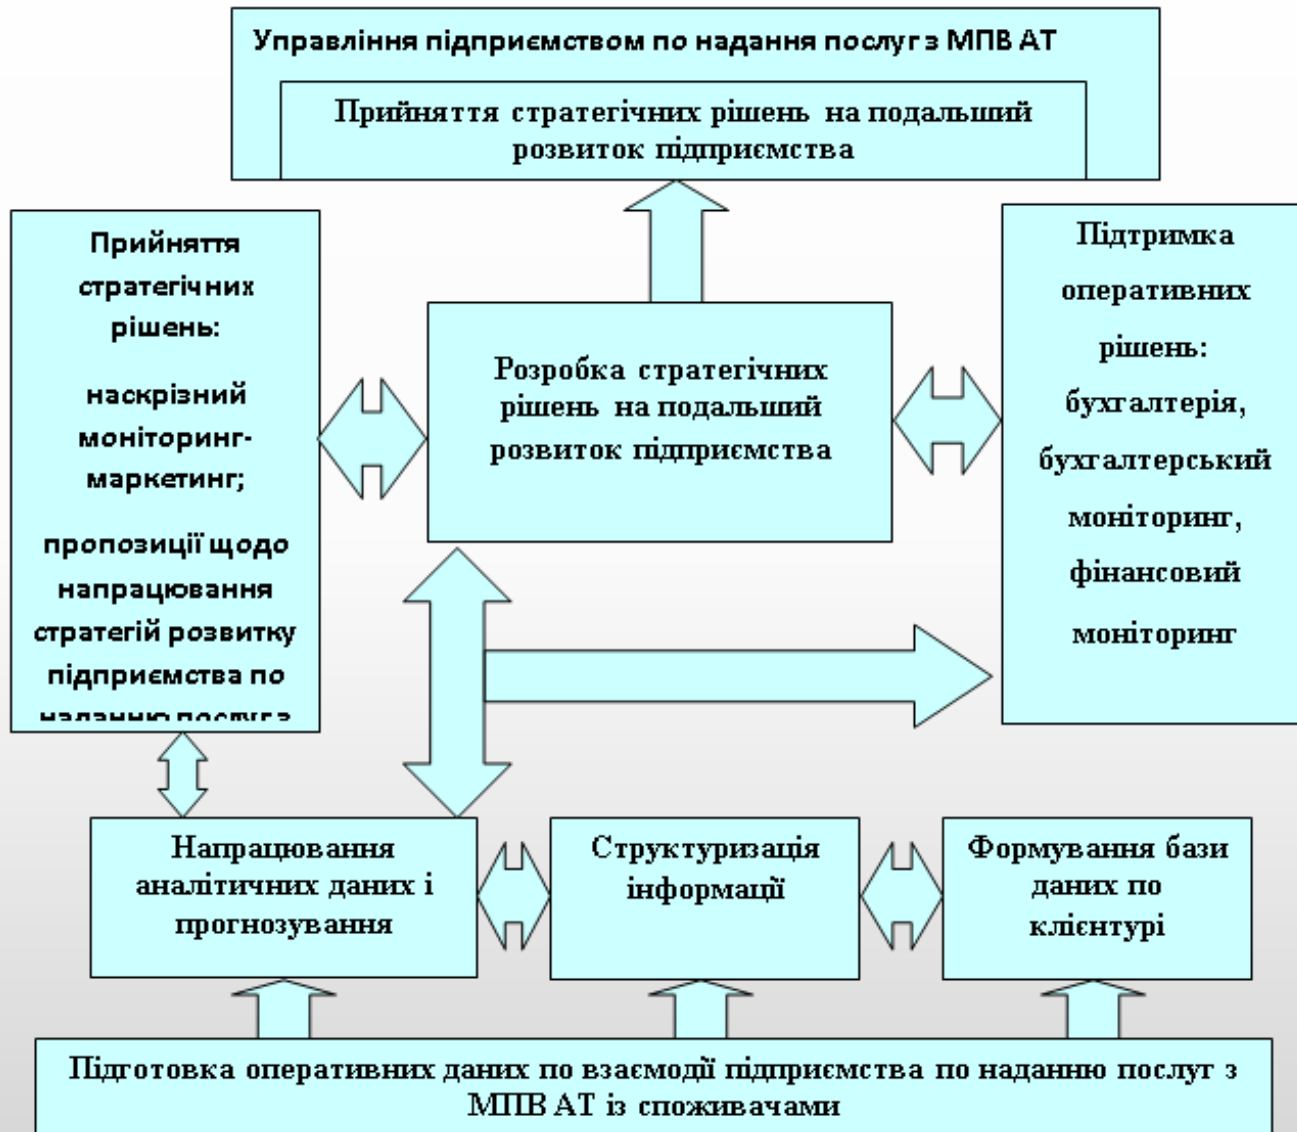 Управління підприємством по надання послуг з МПВ АТ
Прийняття стратегічних рішень на подальший
розвиток підприємства
Прийняття
стратегічних
рішень:
наскрізний
моніторинг-
маркетинг;
пропозиції щодо
напрацювання
стратегій розвитку
підприємства по
наданню послуг з
Розробка стратегічних
рішень на подальший
розвиток підприємства
Підтримка
оперативних
рішень:
бухгалтерія,
бухгалтерський
моніторинг,
фінансовий
моніторинг
Напрацювання
аналітичних даних і
прогнозування
Структуризація
інформації
Формування бази
даних по
клієнтурі
Підготовка оперативних даних по взаємодії підприємства по наданню послуг з
МПВ АТ із споживачами